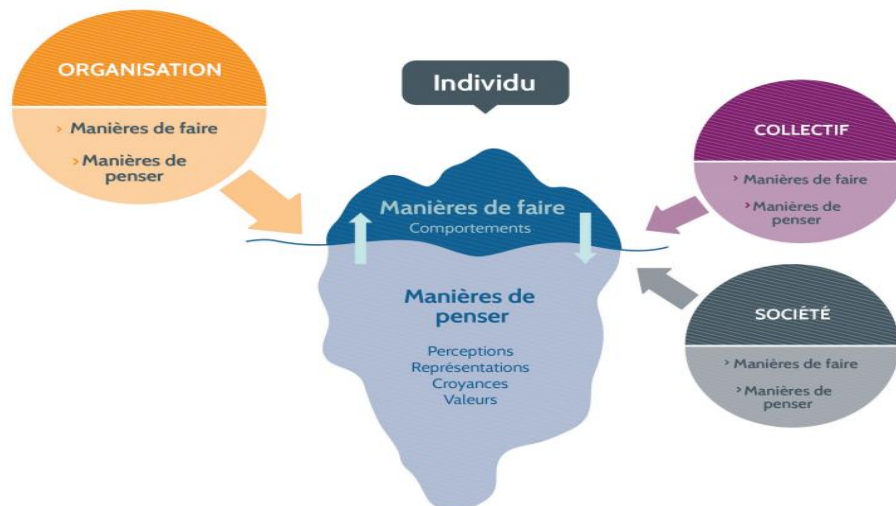 ORGANISATION
> Manières de faire
> Manières de
penser
Individu
Manières de faire
Comportements
Manières de
penser
Perceptions
Représentations
Croyances
Valeurs
COLLECTIF
> Manières de faire
> Manières de
penser
SOCIÉTÉ
> Manières de faire
> Manières de
penser